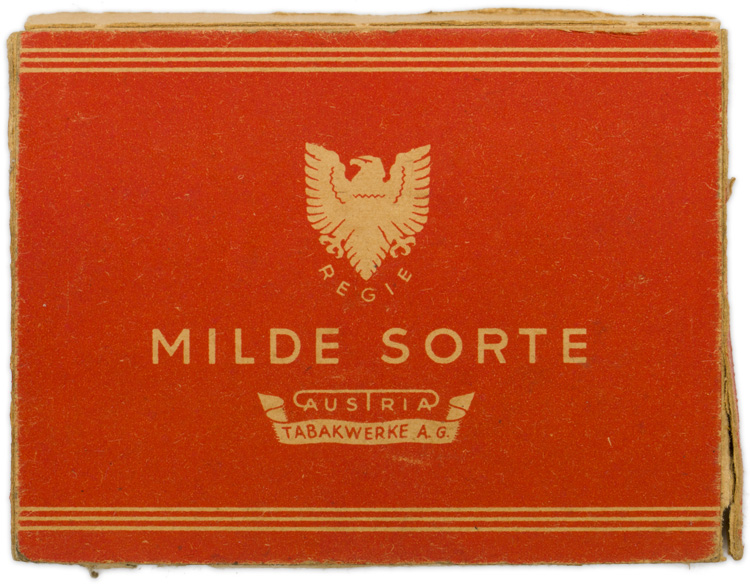 REGIE
MILDE SORTE
AUSTRIA
TABAKWERKE A.G.